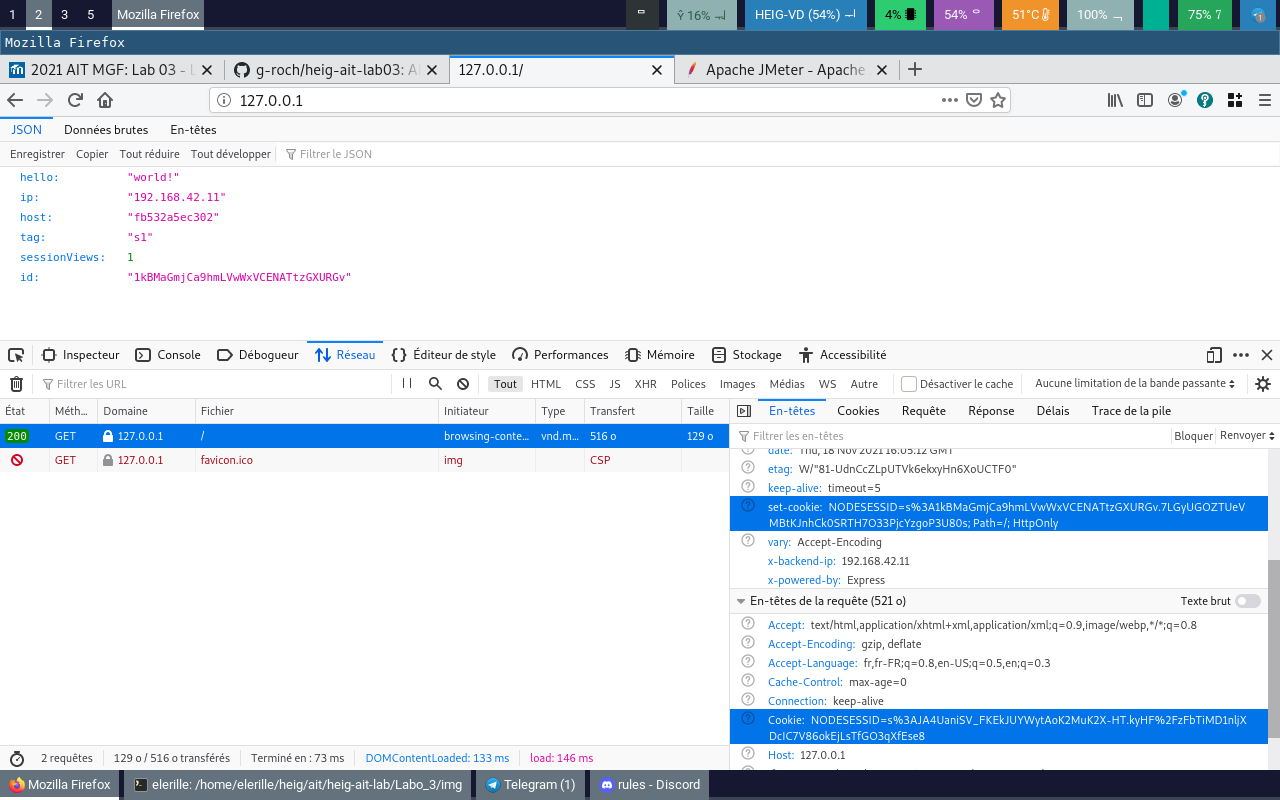 1 2 3 5 Mozilla Firefox 16% HEIG-VD (54%) 4% 54% 51°C 100% 75%
Mozilla Firefox
2021 AIT MGF: Lab 03 - L g-roch/heig-ait-lab03: A 127.0.0.1/ Apache JMeter - Apache
127.0.0.1
JSON Données brutes En-têtes
Enregistrer Copier Tout réduire Tout développer Filtrer le JSON
hello: "world!"
ip: "192.168.42.11"
host: "fb532a5ec302"
tag: "s1"
sessionViews: 1
id: "1kBMaGmjCa9hmLVwWxVCENATtzGXURGv"
Inspecteur Console Débogueur Réseau Éditeur de style Performances Mémoire Stockage Accessibilité
Filtrer les URL Tout HTML CSS JS XHR Polices Images Médias WS Autre Désactiver le cache Aucune limitation de la bande passante
État Méth... Domaine Fichier Initiateur Type Transfert Taille
200 GET 127.0.0.1 / browsing-conte... vnd.m... 516 o 129 o
GET 127.0.0.1 favicon.ico img CSP
En-têtes Cookies Requête Réponse Délais Trace de la pile
Filtrer les en-têtes Bloquer Renvoyer
date: Thu, 18 Nov 2021 16:05:12 GMT
etag: W/"81-UdnCcZLpUTVk6ekxyHn6XoUCTF0"
keep-alive: timeout=5
set-cookie: NODESESSID=s%3A1kBMaGmjCa9hmLVwWxVCENATtzGXURGv.7LGyUGOZTUeV
MBtKJnhCk0SRTH7O33PjcYzgoP3U80s; Path=/; HttpOnly
vary: Accept-Encoding
x-backend-ip: 192.168.42.11
x-powered-by: Express
En-têtes de la requête (521 o) Texte brut
Accept: text/html,application/xhtml+xml,application/xml;q=0.9,image/webp,*/*;q=0.8
Accept-Encoding: gzip, deflate
Accept-Language: fr,fr-FR;q=0.8,en-US;q=0.5,en;q=0.3
Cache-Control: max-age=0
Connection: keep-alive
Cookie: NODESESSID=s%3AJA4UaniSV_FKEkJUYWytAoK2MuK2X-HT.kyHF%2FzFbTiMD1nljX
DcIC7V86okEjLsTfGO3qXfEse8
Host: 127.0.0.1
2 requêtes 129 o / 516 o transférés Terminé en : 73 ms DOMContentLoaded: 133 ms load: 146 ms
Mozilla Firefox elerille: /home/elerille/heig/ait/heig-ait-lab/Labo_3/img Telegram (1) rules - Discord